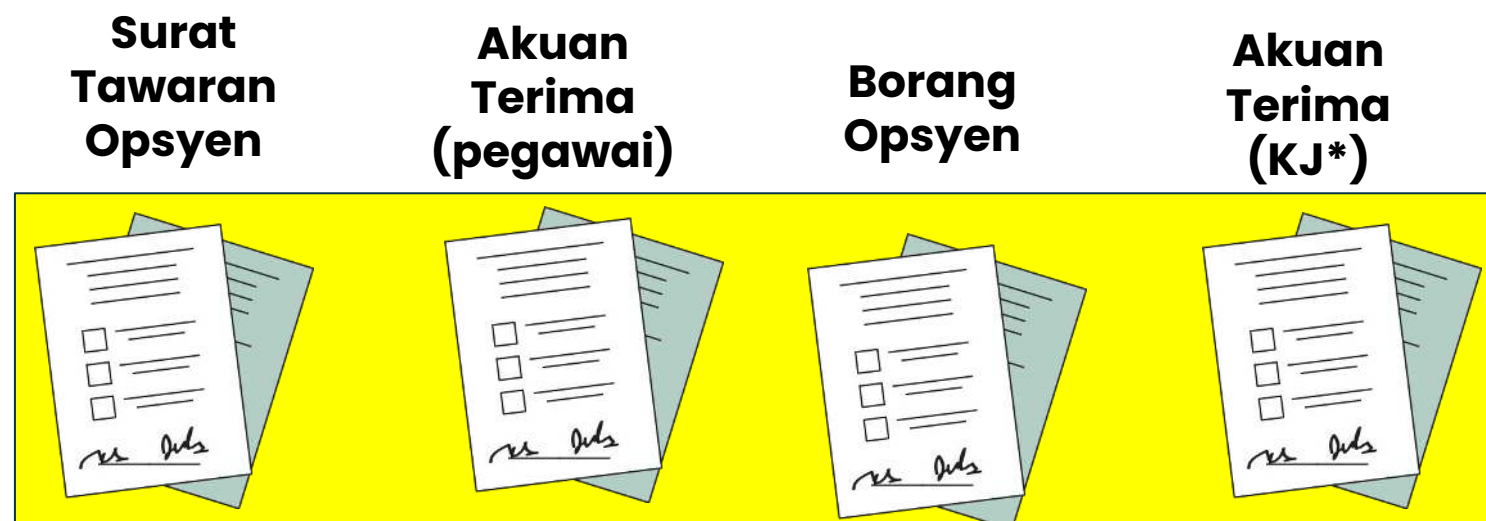 Surat
Tawaran
Opsyen
Akuan
Terima
(pegawai)
Borang
Opsyen
Akuan
Terima
(KJ*)